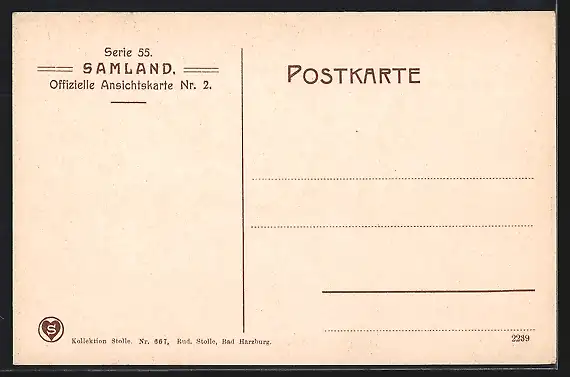 Serie 55.
SAMLAND.
Offizielle Ansichtskarte Nr. 2.
POSTKARTE
S
Kollektion Stolle. Nr. 667, Rud. Stolle, Bad Harzburg.
2239